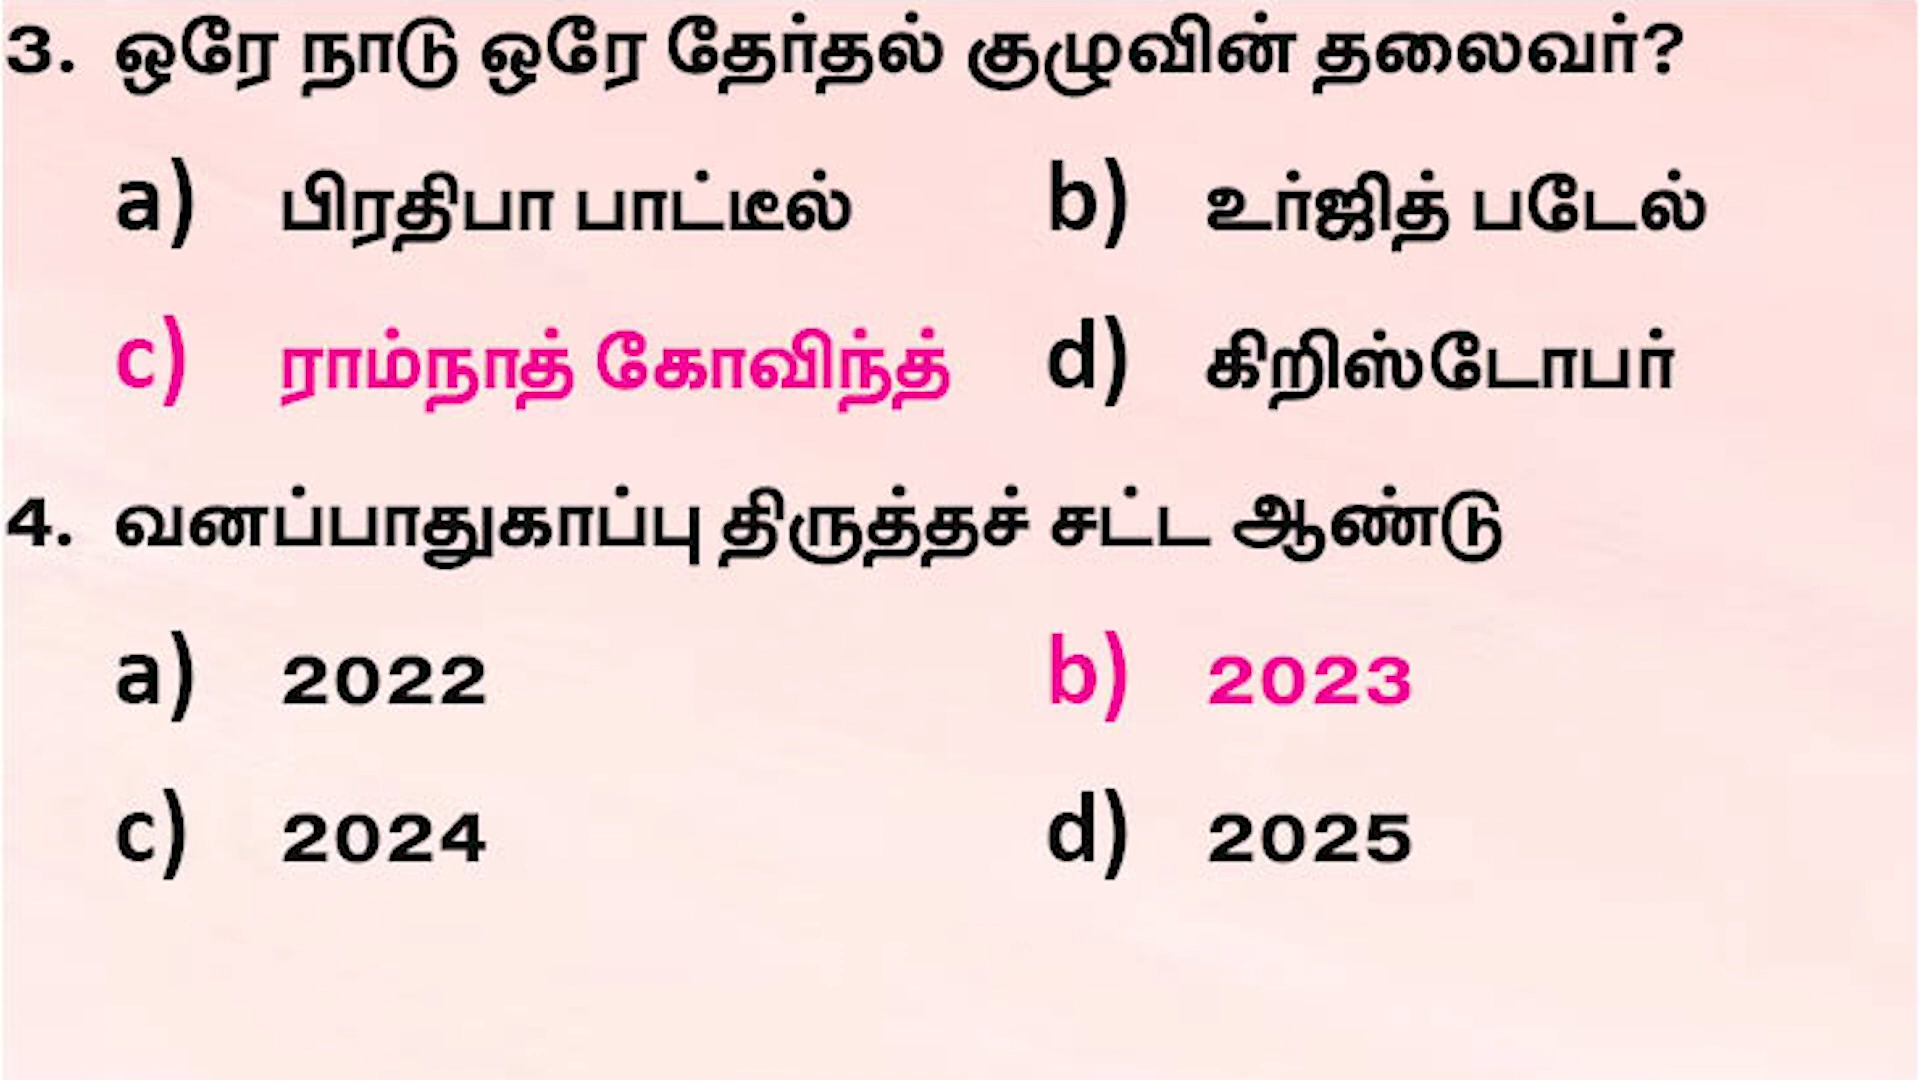 3. ஒரே நாடு ஒரே தேர்தல் குழுவின் தலைவர்?
a) பிரதிபா பாட்டீல் b) உர்ஜித் படேல்
c) ராம்நாத் கோவிந்த் d) கிறிஸ்டோபர்
4. வனப்பாதுகாப்பு திருத்தச் சட்ட ஆண்டு
a) 2022 b) 2023
c) 2024 d) 2025